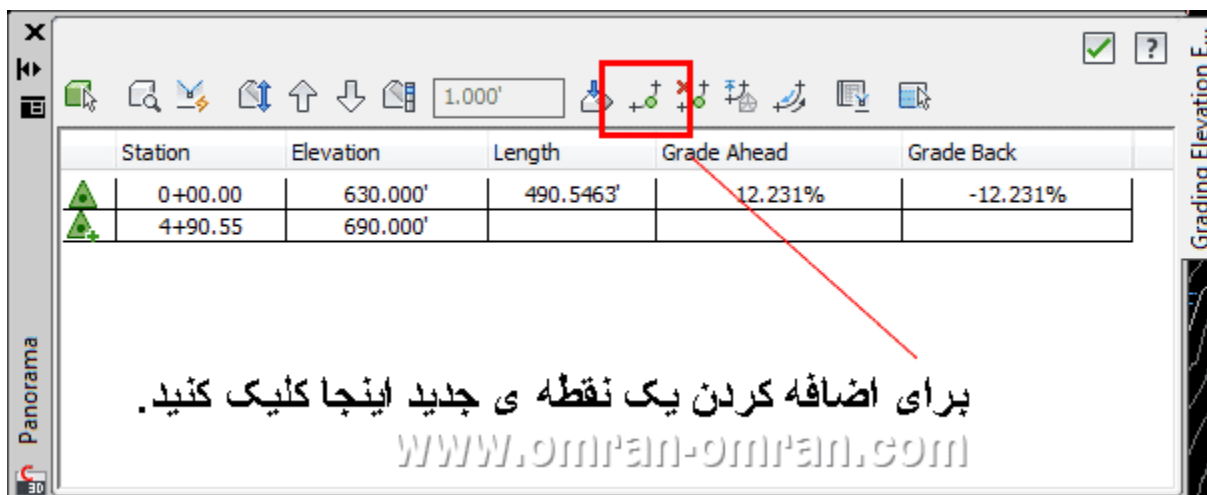 1.000'
Station Elevation Length Grade Ahead Grade Back
0+00.00 630.000' 490.5463' 12.231% -12.231%
4+90.55 690.000'
برای اضافه کردن یک نقطه ی جدید اینجا کلیک کنید.
www.omran-omran.com
Panorama
Grading Elevation E...
3D